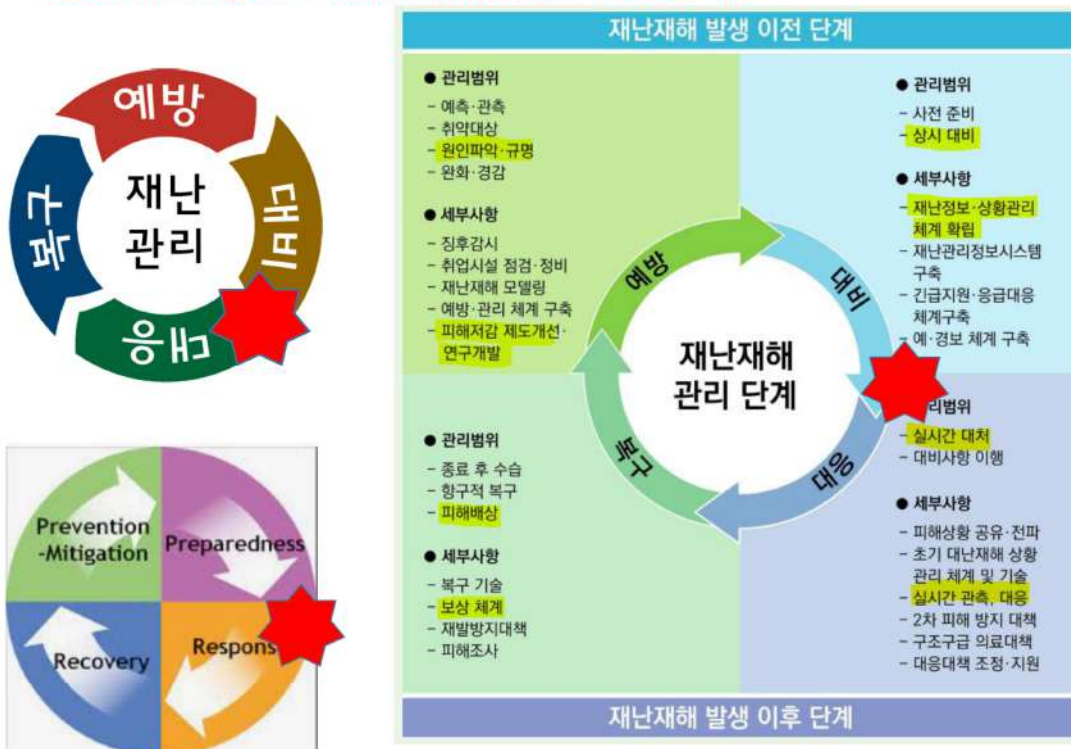 예방
대비
대응
복구
재난
관리
Prevention
-Mitigation
Preparedness
Recovery
Respons
재난재해 발생 이전 단계
● 관리범위
- 예측·관측
- 취약대상
- 원인파악·규명
- 완화·경감
● 세부사항
- 징후감시
- 취업시설 점검·정비
- 재난재해 모델링
- 예방·관리 체계 구축
- 피해저감 제도개선·
연구개발
● 관리범위
- 사전 준비
- 상시 대비
● 세부사항
- 재난정보·상황관리
체계 확립
- 재난관리정보시스템
구축
- 긴급지원·응급대응
체계구축
- 예·경보 체계 구축
예방
대비
대응
복구
재난재해
관리 단계
● 관리범위
- 종료 후 수습
- 항구적 복구
- 피해배상
● 세부사항
- 복구 기술
- 보상 체계
- 재발방지대책
- 피해조사
리범위
- 실시간 대처
- 대비사항 이행
● 세부사항
- 피해상황 공유·전파
- 초기 대난재해 상황
관리 체계 및 기술
- 실시간 관측, 대응
- 2차 피해 방지 대책
- 구조구급 의료대책
- 대응대책 조정·지원
재난재해 발생 이후 단계